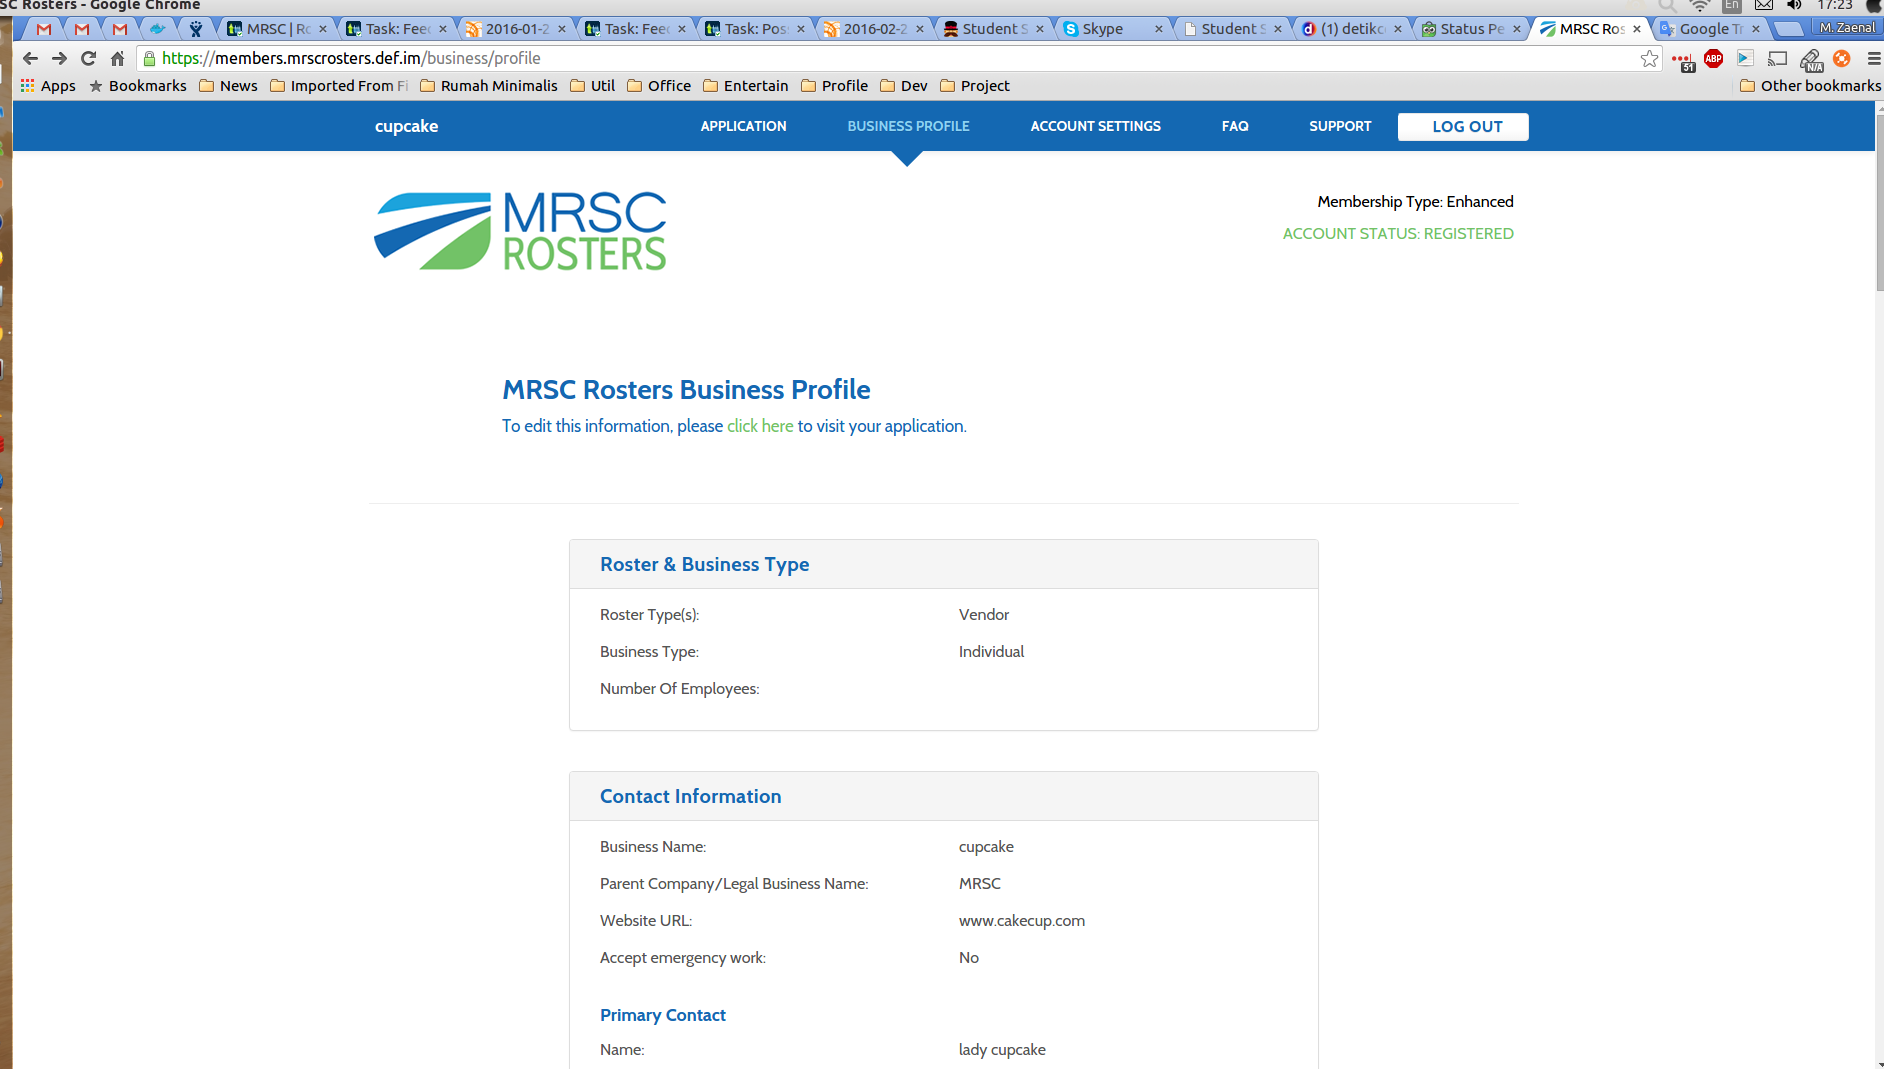 SC Rosters - Google Chrome
En
17:23
MRSC | Ro
Task: Feed
2016-01-2
Task: Feed
Task: Pos
2016-02-2
Student S
Skype
Student S
(1) detikc
Status Pe
MRSC Ros
Google Tr
M. Zaenal
https://members.mrscrosters.def.im/business/profile
51
ABP
N/A
Apps
Bookmarks
News
Imported From Fi
Rumah Minimalis
Util
Office
Entertain
Profile
Dev
Project
Other bookmarks
cupcake
APPLICATION
BUSINESS PROFILE
ACCOUNT SETTINGS
FAQ
SUPPORT
LOG OUT
MRSC
ROSTERS
Membership Type: Enhanced
ACCOUNT STATUS: REGISTERED
MRSC Rosters Business Profile
To edit this information, please click here to visit your application.
Roster & Business Type
Roster Type(s): Vendor
Business Type: Individual
Number Of Employees:
Contact Information
Business Name: cupcake
Parent Company/Legal Business Name: MRSC
Website URL: www.cakecup.com
Accept emergency work: No
Primary Contact
Name: lady cupcake